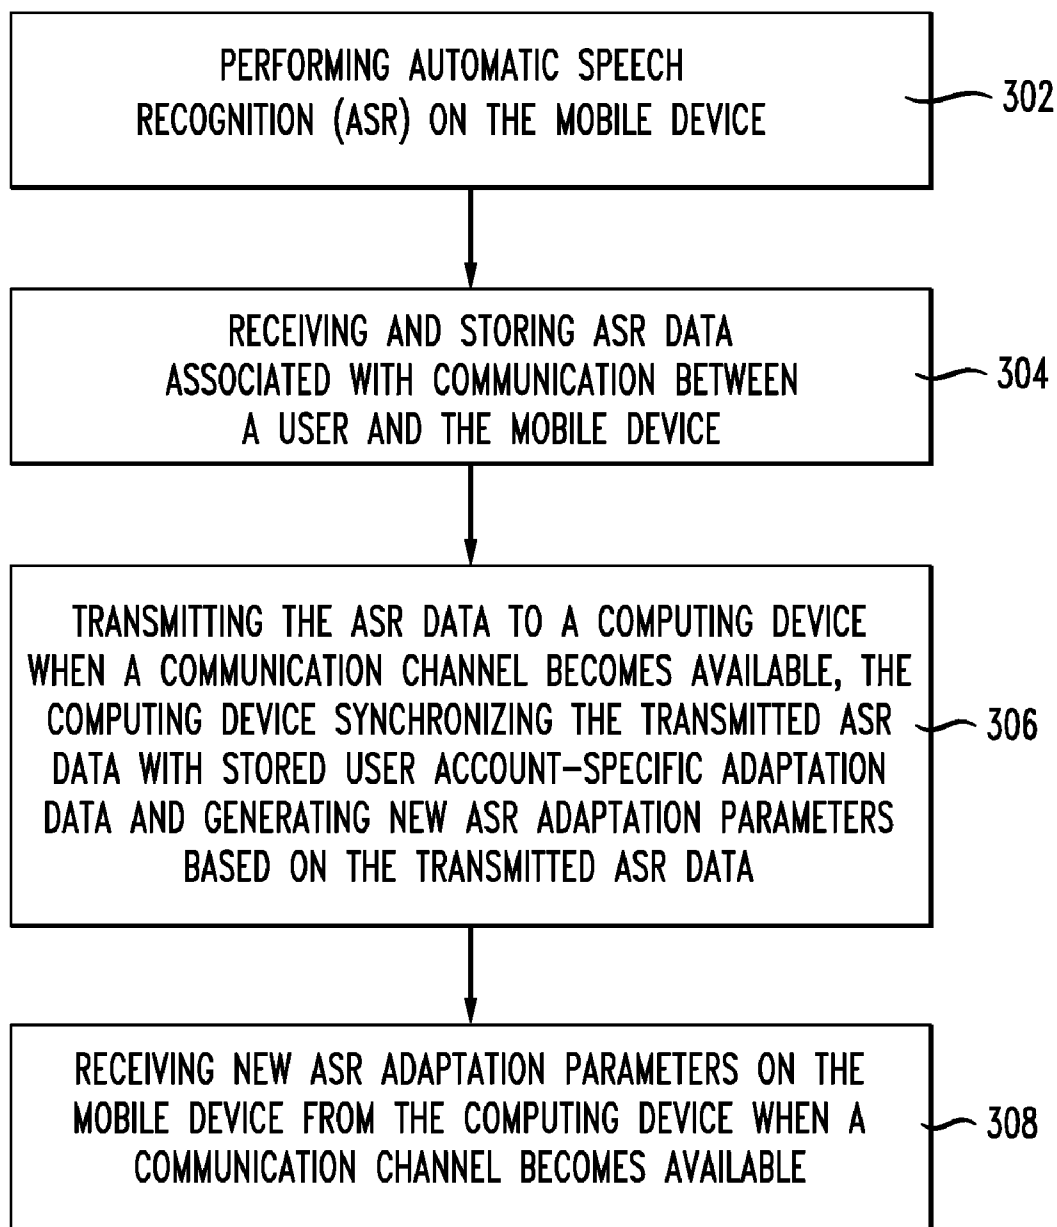 PERFORMING AUTOMATIC SPEECH
RECOGNITION (ASR) ON THE MOBILE DEVICE
302
RECEIVING AND STORING ASR DATA
ASSOCIATED WITH COMMUNICATION BETWEEN
A USER AND THE MOBILE DEVICE
304
TRANSMITTING THE ASR DATA TO A COMPUTING DEVICE
WHEN A COMMUNICATION CHANNEL BECOMES AVAILABLE, THE
COMPUTING DEVICE SYNCHRONIZING THE TRANSMITTED ASR
DATA WITH STORED USER ACCOUNT-SPECIFIC ADAPTATION
DATA AND GENERATING NEW ASR ADAPTATION PARAMETERS
BASED ON THE TRANSMITTED ASR DATA
306
RECEIVING NEW ASR ADAPTATION PARAMETERS ON THE
MOBILE DEVICE FROM THE COMPUTING DEVICE WHEN A
COMMUNICATION CHANNEL BECOMES AVAILABLE
308